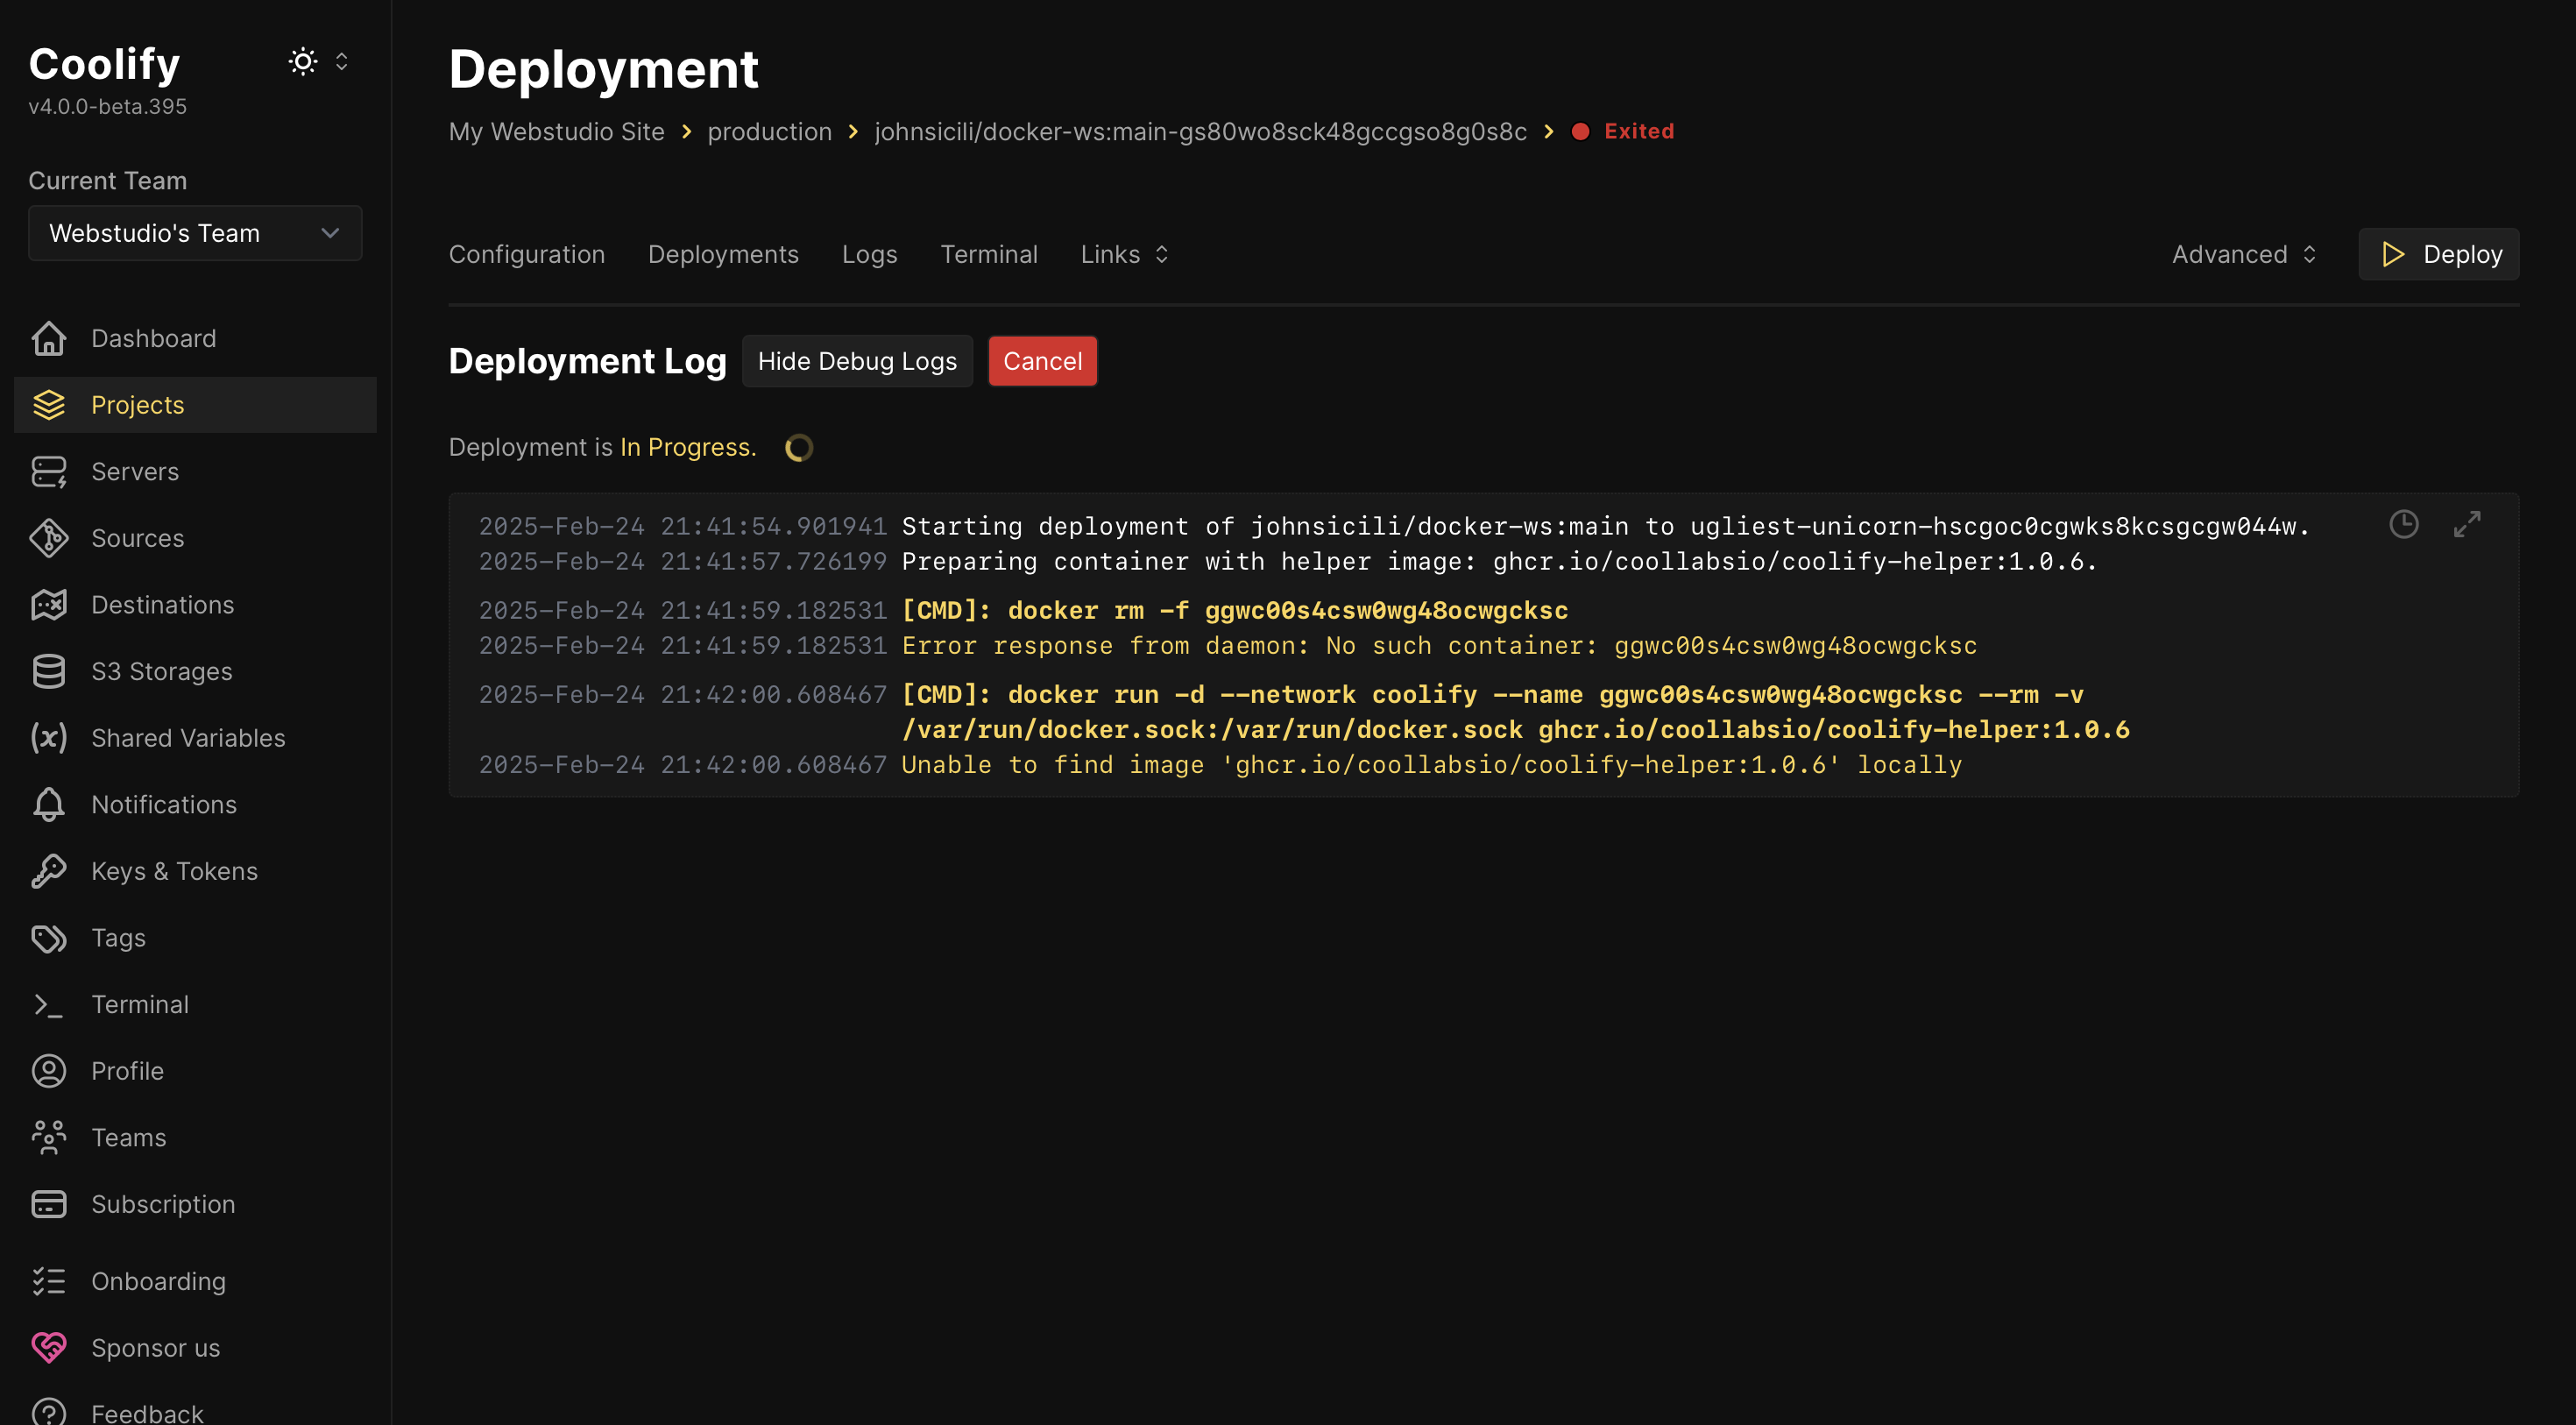 Coolify
v4.0.0-beta.395
Current Team
Webstudio's Team
Dashboard
Projects
Servers
Sources
Destinations
S3 Storages
Shared Variables
Notifications
Keys & Tokens
Tags
Terminal
Profile
Teams
Subscription
Onboarding
Sponsor us
Feedback
Deployment
My Webstudio Site > production > johnsicili/docker-ws:main-gs80wo8sck48gccgso8g0s8c > Exited
Configuration Deployments Logs Terminal Links Advanced Deploy
Deployment Log Hide Debug Logs Cancel
Deployment is In Progress.
2025-Feb-24 21:41:54.901941 Starting deployment of johnsicili/docker-ws:main to ugliest-unicorn-hscgoc0cgwks8kcsgcgw044w.
2025-Feb-24 21:41:57.726199 Preparing container with helper image: ghcr.io/coollabsio/coolify-helper:1.0.6.
2025-Feb-24 21:41:59.182531 [CMD]: docker rm -f ggwc00s4csw0wg48ocwgcksc
2025-Feb-24 21:41:59.182531 Error response from daemon: No such container: ggwc00s4csw0wg48ocwgcksc
2025-Feb-24 21:42:00.608467 [CMD]: docker run -d --network coolify --name ggwc00s4csw0wg48ocwgcksc --rm -v
/var/run/docker.sock:/var/run/docker.sock ghcr.io/coollabsio/coolify-helper:1.0.6
2025-Feb-24 21:42:00.608467 Unable to find image 'ghcr.io/coollabsio/coolify-helper:1.0.6' locally